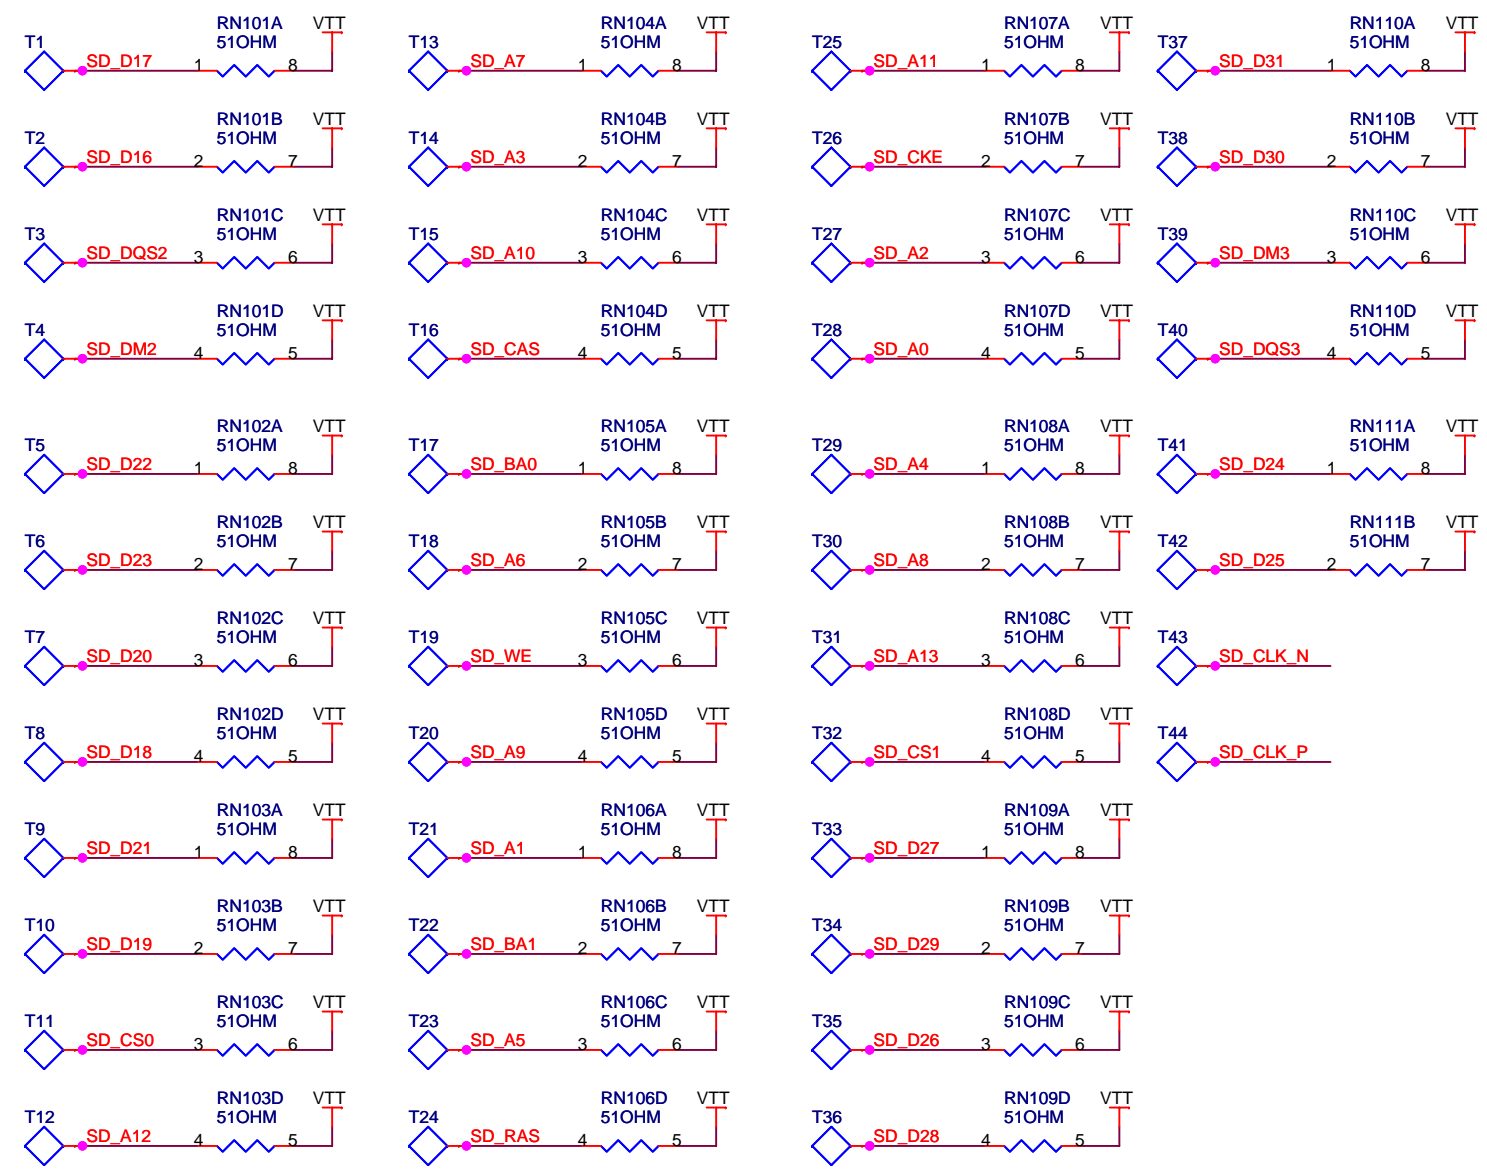 RN101A VTT
T1 51OHM
SD_D17 1 8
RN101B VTT
T2 51OHM
SD_D16 2 7
RN101C VTT
T3 51OHM
SD_DQS2 3 6
RN101D VTT
T4 51OHM
SD_DM2 4 5
RN102A VTT
T5 51OHM
SD_D22 1 8
RN102B VTT
T6 51OHM
SD_D23 2 7
RN102C VTT
T7 51OHM
SD_D20 3 6
RN102D VTT
T8 51OHM
SD_D18 4 5
RN103A VTT
T9 51OHM
SD_D21 1 8
RN103B VTT
T10 51OHM
SD_D19 2 7
RN103C VTT
T11 51OHM
SD_CS0 3 6
RN103D VTT
T12 51OHM
SD_A12 4 5
RN104A VTT
T13 51OHM
SD_A7 1 8
RN104B VTT
T14 51OHM
SD_A3 2 7
RN104C VTT
T15 51OHM
SD_A10 3 6
RN104D VTT
T16 51OHM
SD_CAS 4 5
RN105A VTT
T17 51OHM
SD_BA0 1 8
RN105B VTT
T18 51OHM
SD_A6 2 7
RN105C VTT
T19 51OHM
SD_WE 3 6
RN105D VTT
T20 51OHM
SD_A9 4 5
RN106A VTT
T21 51OHM
SD_A1 1 8
RN106B VTT
T22 51OHM
SD_BA1 2 7
RN106C VTT
T23 51OHM
SD_A5 3 6
RN106D VTT
T24 51OHM
SD_RAS 4 5
RN107A VTT
T25 51OHM
SD_A11 1 8
RN107B VTT
T26 51OHM
SD_CKE 2 7
RN107C VTT
T27 51OHM
SD_A2 3 6
RN107D VTT
T28 51OHM
SD_A0 4 5
RN108A VTT
T29 51OHM
SD_A4 1 8
RN108B VTT
T30 51OHM
SD_A8 2 7
RN108C VTT
T31 51OHM
SD_A13 3 6
RN108D VTT
T32 51OHM
SD_CS1 4 5
RN109A VTT
T33 51OHM
SD_D27 1 8
RN109B VTT
T34 51OHM
SD_D29 2 7
RN109C VTT
T35 51OHM
SD_D26 3 6
RN109D VTT
T36 51OHM
SD_D28 4 5
RN110A VTT
T37 51OHM
SD_D31 1 8
RN110B VTT
T38 51OHM
SD_D30 2 7
RN110C VTT
T39 51OHM
SD_DM3 3 6
RN110D VTT
T40 51OHM
SD_DQS3 4 5
RN111A VTT
T41 51OHM
SD_D24 1 8
RN111B VTT
T42 51OHM
SD_D25 2 7
T43
SD_CLK_N
T44
SD_CLK_P